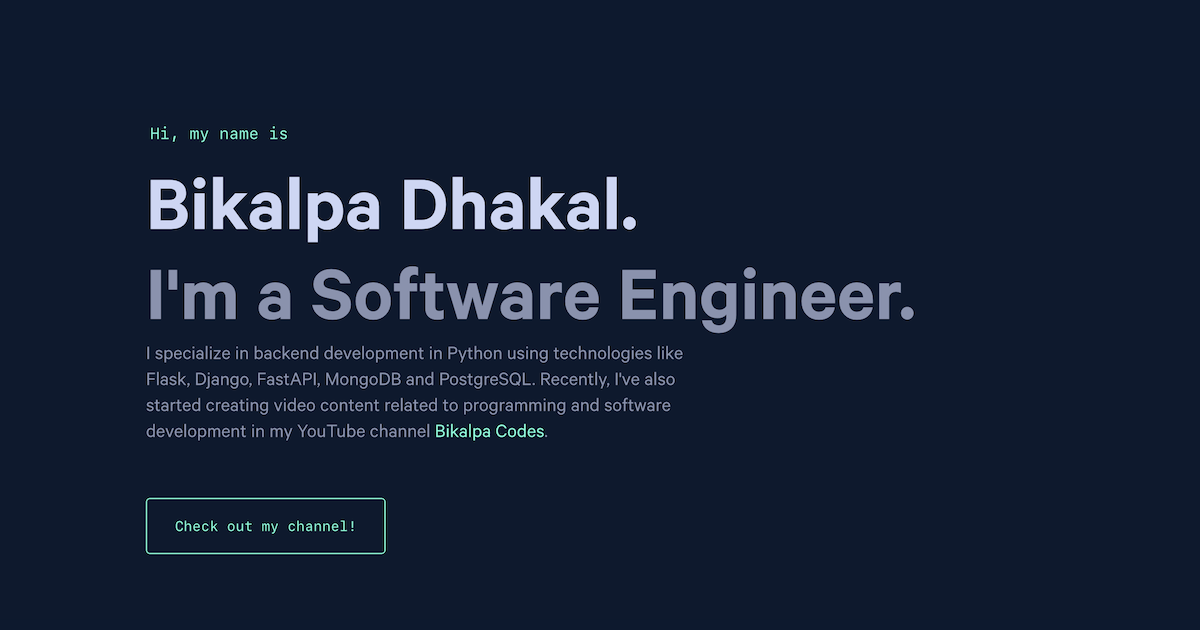 Hi, my name is
Bikalpa Dhakal.
I'm a Software Engineer.
I specialize in backend development in Python using technologies like
Flask, Django, FastAPI, MongoDB and PostgreSQL. Recently, I've also
started creating video content related to programming and software
development in my YouTube channel Bikalpa Codes.
Check out my channel!